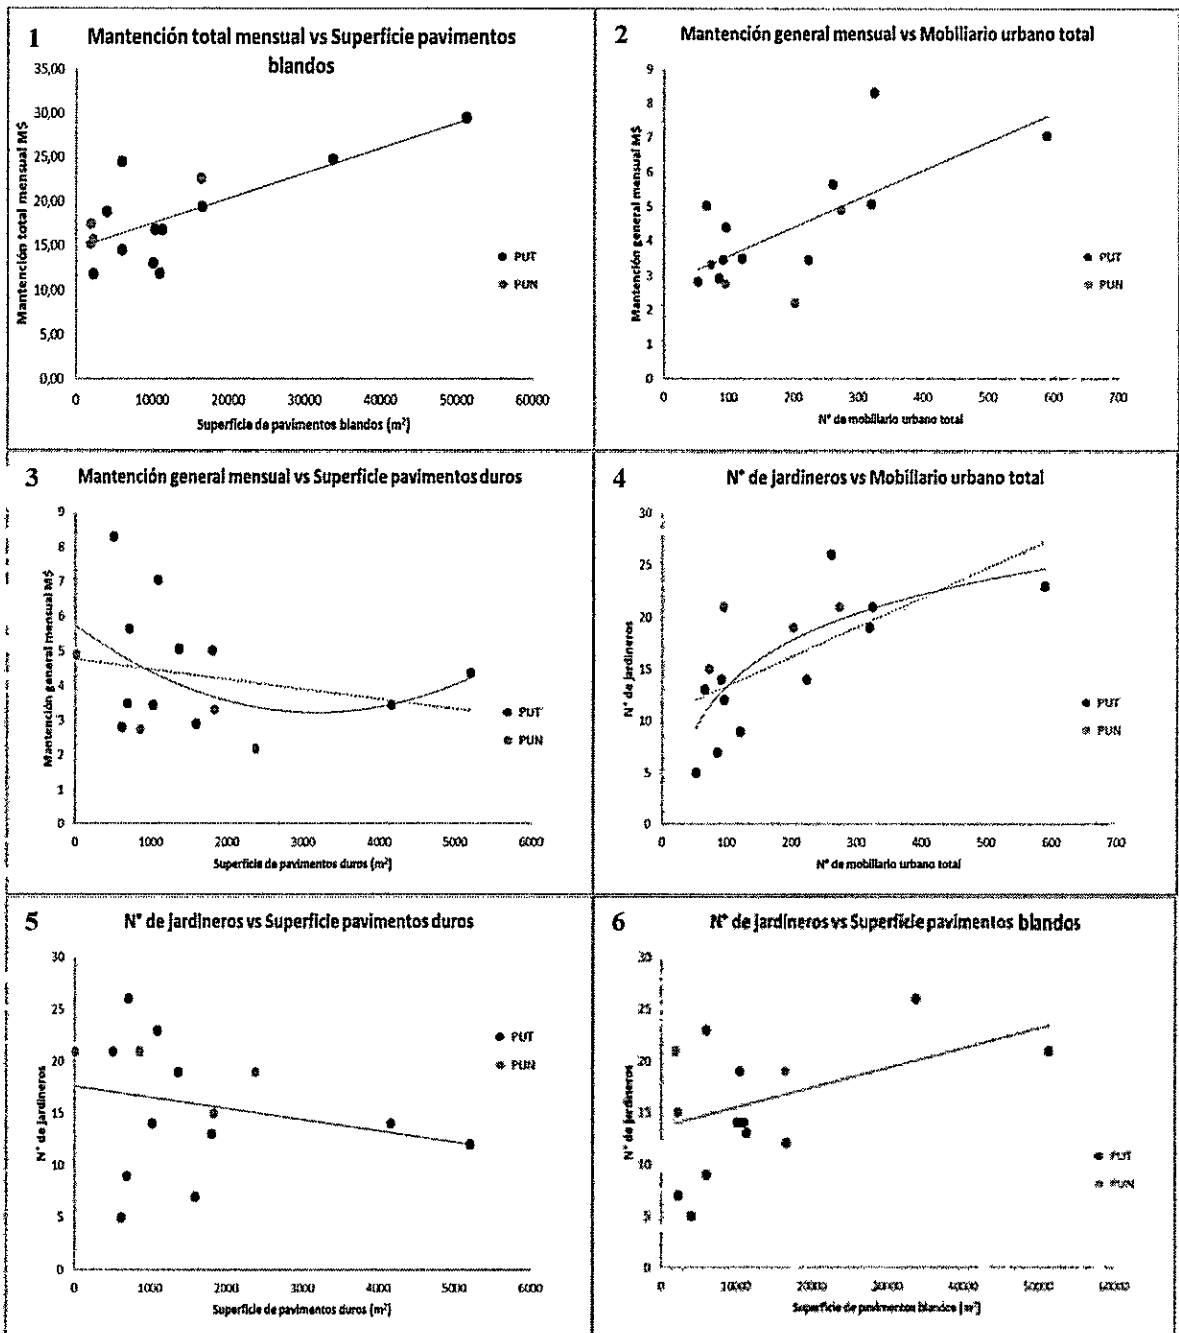 1 Mantención total mensual vs Superficie pavimentos
blandos
35,00
30,00
25,00
20,00
15,00
10,00
5,00
0,00
Mantención total mensual M$
0 10000 20000 30000 40000 50000 60000
Superficie de pavimentos blandos (m²)
PUT
PUN
2 Mantención general mensual vs Mobiliario urbano total
9
8
7
6
5
4
3
2
1
0
Mantención general mensual M$
0 100 200 300 400 500 600 700
N° de mobiliario urbano total
PUT
PUN
3 Mantención general mensual vs Superficie pavimentos duros
9
8
7
6
5
4
3
2
1
0
Mantención general mensual M$
0 1000 2000 3000 4000 5000 6000
Superficie de pavimentos duros (m²)
PUT
PUN
4 N° de jardineros vs Mobiliario urbano total
30
25
20
15
10
5
0
N° de jardineros
0 100 200 300 400 500 600 700
N° de mobiliario urbano total
PUT
PUN
5 N° de jardineros vs Superficie pavimentos duros
30
25
20
15
10
5
0
N° de jardineros
0 1000 2000 3000 4000 5000 6000
Superficie de pavimentos duros (m²)
PUT
PUN
6 N° de jardineros vs Superficie pavimentos blandos
30
25
20
15
10
5
0
N° de jardineros
0 10000 20000 30000 40000 50000 60000
Superficie de pavimentos blandos (m²)
PUT
PUN